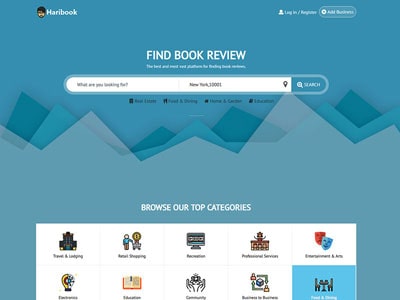 Haribook
Log in / Register
Add Business
FIND BOOK REVIEW
The best and most vast platform for finding book reviews.
What are you looking fix?
New York,10001
SEARCH
Real Estate
Food & Dining
Home & Garden
Education
BROWSE OUR TOP CATEGORIES
Travel & Lodging
Retail Shopping
Recreation
Professional Services
Entertainment & Arts
Electronics
Education
Community
Business to Business
Food & Dining